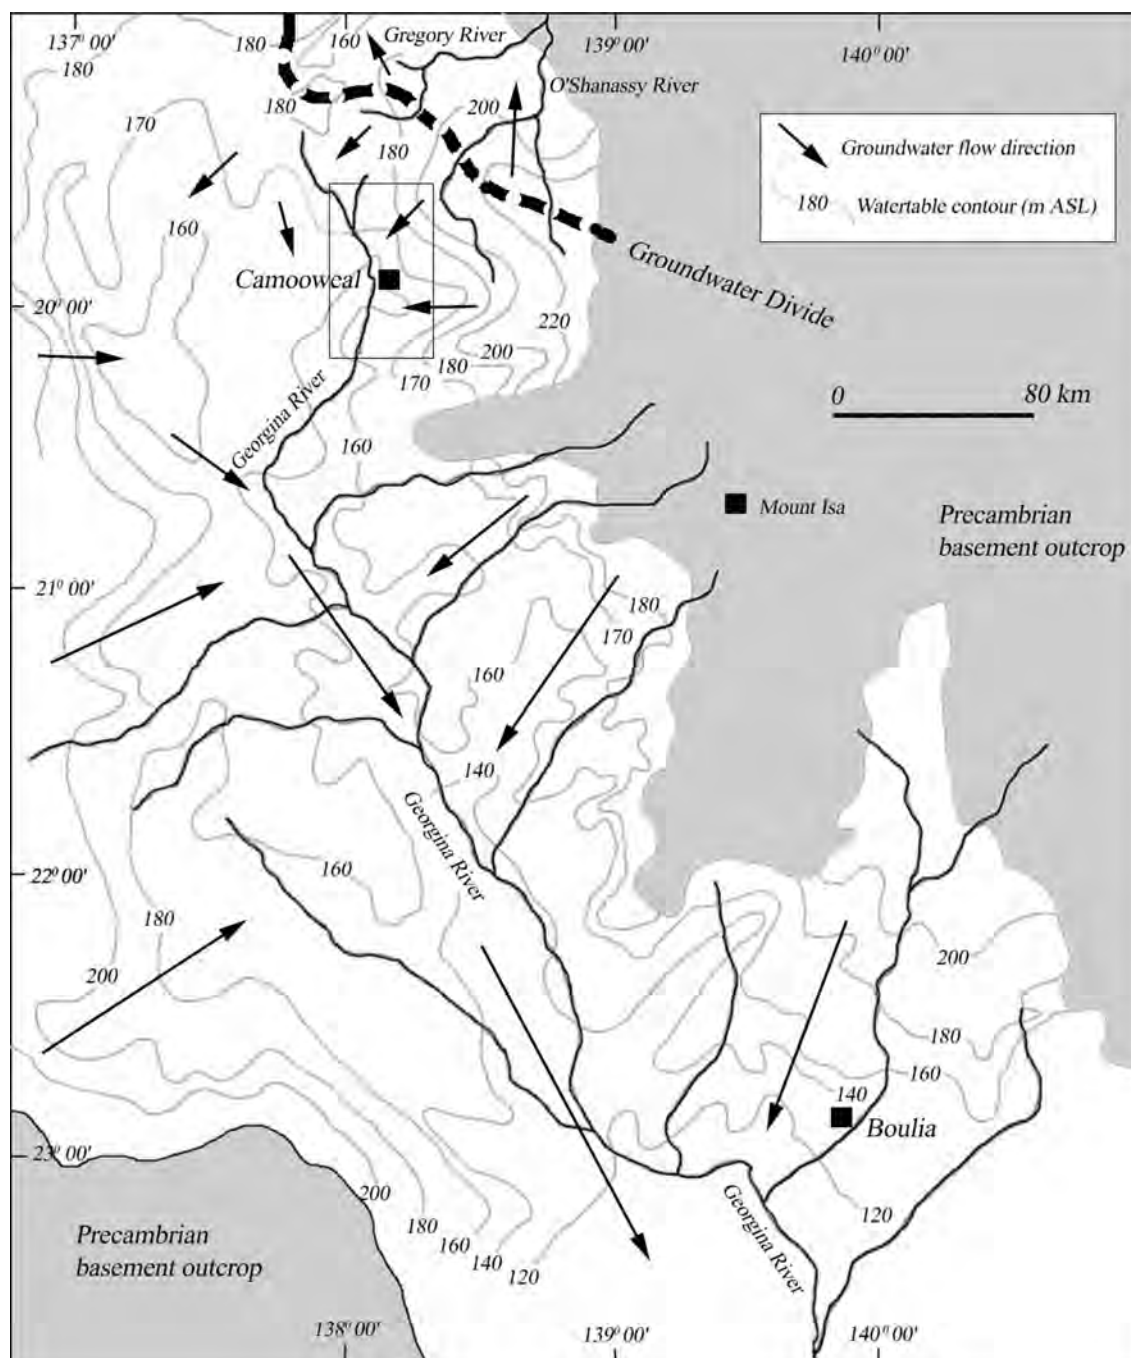 137° 00'
180
160
Gregory River
139° 00'
140° 00'
180
180
170
200
O'Shanassy River
Groundwater flow direction
180
180 Watertable contour (m ASL)
160
Camooweal
Groundwater Divide
20° 00'
220
200
180
170
0 80 km
Georgina River
160
Mount Isa
Precambrian
basement outcrop
21° 00'
180
170
160
140
Georgina River
22° 00'
160
180
200
200
180
160
140
Boulia
23° 00'
200
180
160
140
120
120
Georgina River
Precambrian
basement outcrop
138° 00'
139° 00'
140° 00'